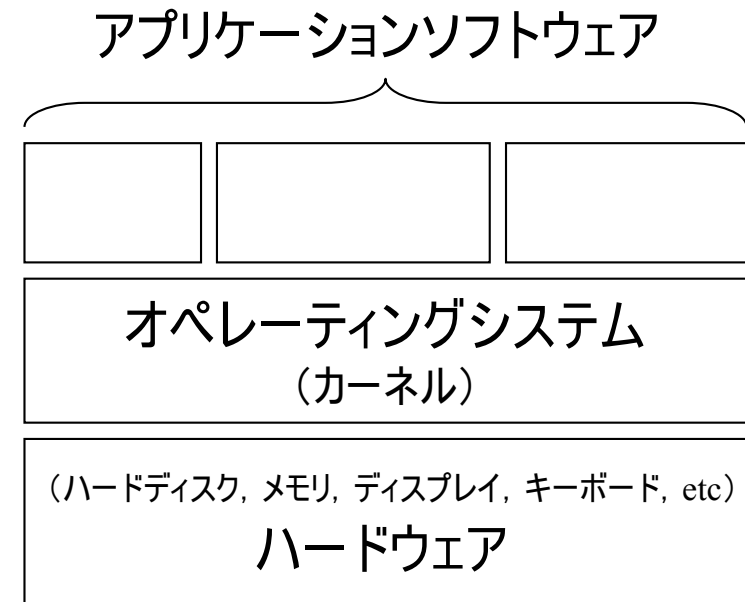 アプリケーションソフトウェア
オペレーティングシステム
（カーネル）
（ハードディスク, メモリ, ディスプレイ, キーボード, etc）
ハードウェア